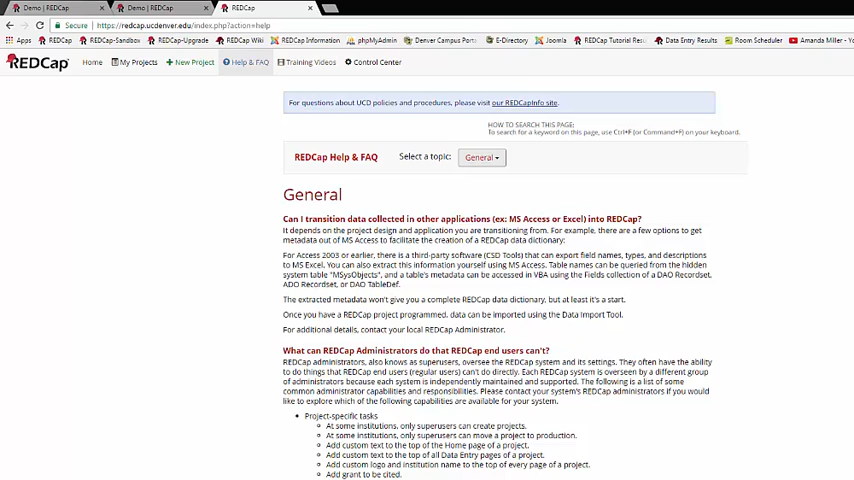 Demo | REDCap
Demo | REDCap
REDCap
Secure
https://redcap.ucdenver.edu/index.php?action=help
Apps REDCap REDCap-Sandbox REDCap-Upgrade REDCap Wiki REDCap Information phpMyAdmin Denver Campus Port E-Directory Joomla REDCap Tutorial Res Data Entry Results Room Scheduler Amanda Miller - Yo
REDCap Home My Projects + New Project Help & FAQ Training Videos Control Center
For questions about UCD policies and procedures, please visit our REDCapInfo site.
HOW TO SEARCH THIS PAGE:
To search for a keyword on this page, use Ctrl+F (or Command+F) on your keyboard.
REDCap Help & FAQ Select a topic: General
General
Can I transition data collected in other applications (ex: MS Access or Excel) into REDCap?
It depends on the project design and application you are transitioning from. For example, there are a few options to get
metadata out of MS Access to facilitate the creation of a REDCap data dictionary:
For Access 2003 or earlier, there is a third-party software (CSD Tools) that can export field names, types, and descriptions
to MS Excel. You can also extract this information yourself using MS Access. Table names can be queried from the hidden
system table "MSysObjects", and a table's metadata can be accessed in VBA using the Fields collection of a DAO Recordset,
ADO Recordset, or DAO TableDef.
The extracted metadata won't give you a complete REDCap data dictionary, but at least it's a start.
Once you have a REDCap project programmed, data can be imported using the Data Import Tool.
For additional details, contact your local REDCap Administrator.
What can REDCap Administrators do that REDCap end users can't?
REDCap administrators, also known as superusers, oversee the REDCap system and its settings. They often have the ability
to do things that REDCap end users (regular users) can't do directly. Each REDCap system is overseen by a different group
of administrators because each system is independently maintained and supported. The following is a list of some
common administrator capabilities and responsibilities. Please contact your system's REDCap administrators if you would
like to explore which of the following capabilities are available for your system.
• Project-specific tasks
At some institutions, only superusers can create projects.
At some institutions, only superusers can move a project to production.
Add custom text to the top of the Home page of a project.
Add custom text to the top of all Data Entry pages of a project.
Add custom logo and institution name to the top of every page of a project.
Add grant to be cited.